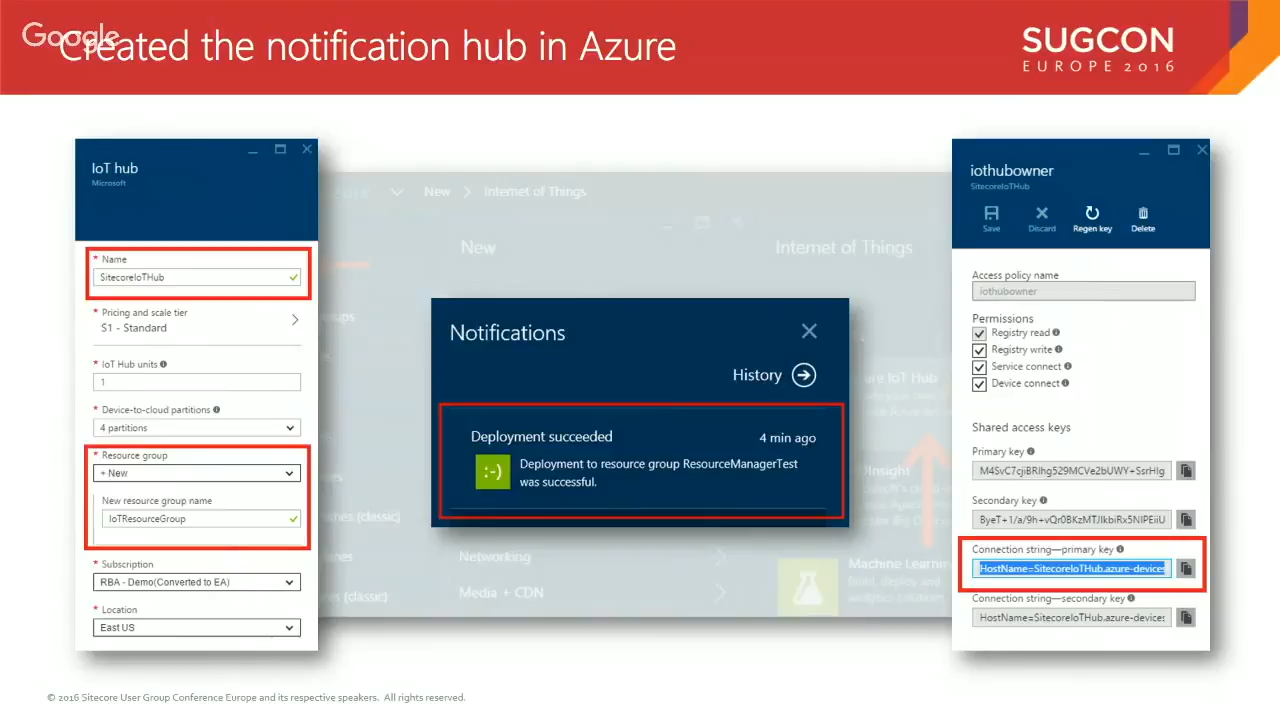 Google
Created the notification hub in Azure
SUGCON
EUROPE 2016
IoT hub
Microsoft
* Name
SitecoreIoTHub
* Pricing and scale tier
S1 - Standard
* IoT Hub units
1
* Device-to-cloud partitions
4 partitions
* Resource group
+ New
New resource group name
IoTResourceGroup
* Subscription
RBA - Demo(Converted to EA)
* Location
East US
New > Internet of Things
New
Internet of Things
Notifications
History
Deployment succeeded
4 min ago
:-)
Deployment to resource group ResourceManagerTest
was successful.
(classic)
Networking
Media + CDN
(classic)
IoT Hub
Machine Learning
iothubowner
SitecoreIoTHub
Save
Discard
Regen key
Delete
Access policy name
iothubowner
Permissions
Registry read
Registry write
Service connect
Device connect
Shared access keys
Primary key
Secondary key
Connection string—primary key
HostName=SitecoreIoTHub.azure-devices
Connection string—secondary key
HostName=SitecoreIoTHub.azure-devices
© 2016 Sitecore User Group Conference Europe and its respective speakers. All rights reserved.